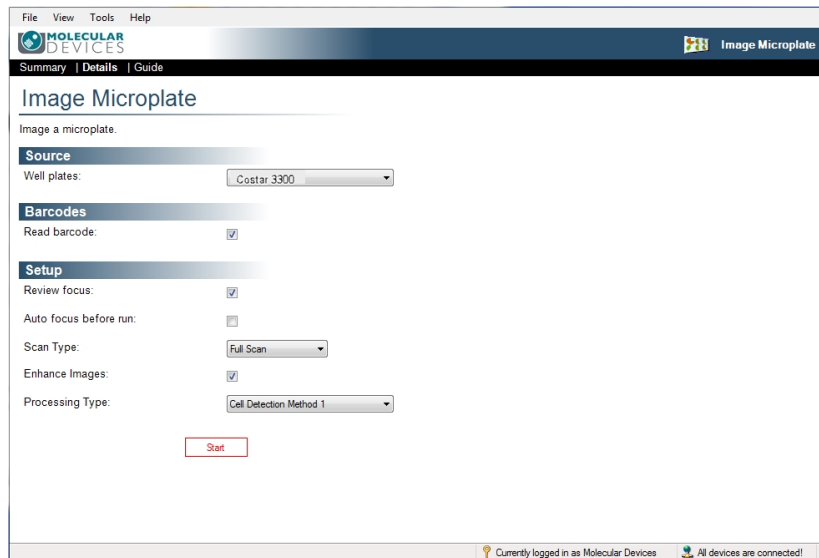 File View Tools Help
MOLECULAR
DEVICES
Image Microplate
Summary | Details | Guide
Image Microplate
Image a microplate.
Source
Well plates: Costar 3300
Barcodes
Read barcode:
Setup
Review focus:
Auto focus before run:
Scan Type: Full Scan
Enhance Images:
Processing Type: Cell Detection Method 1
Start
Currently logged in as Molecular Devices All devices are connected!